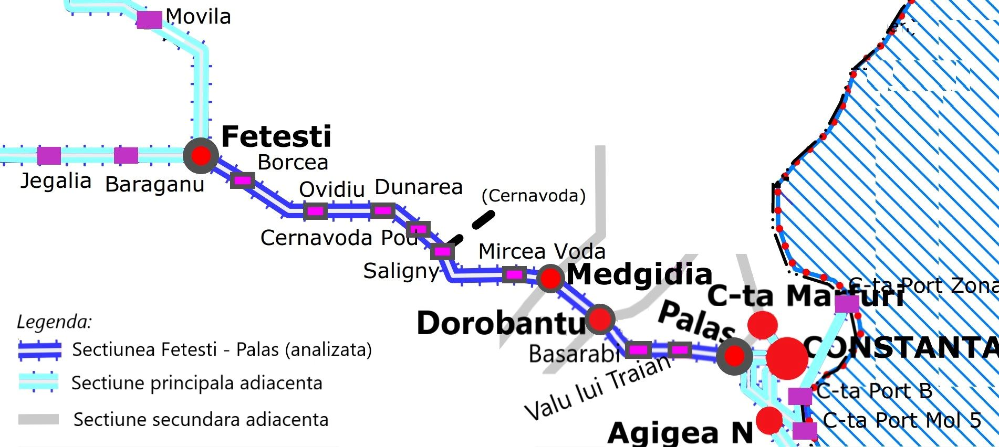 Movila
Fetesti
Borcea
Jegalia
Baraganu
Ovidiu
Dunarea
(Cernavoda)
Cernavoda Pod
Mircea Voda
Saligny
Medgidia
C-ta Port Zona
C-ta Marfuri
Palas
Dorobantu
CONSTANTA
Basarabi
Valu lui Traian
C-ta Port B
C-ta Port Mol 5
Agigea N
Legenda:
Sectiunea Fetesti - Palas (analizata)
Sectiune principala adiacenta
Sectiune secundara adiacenta